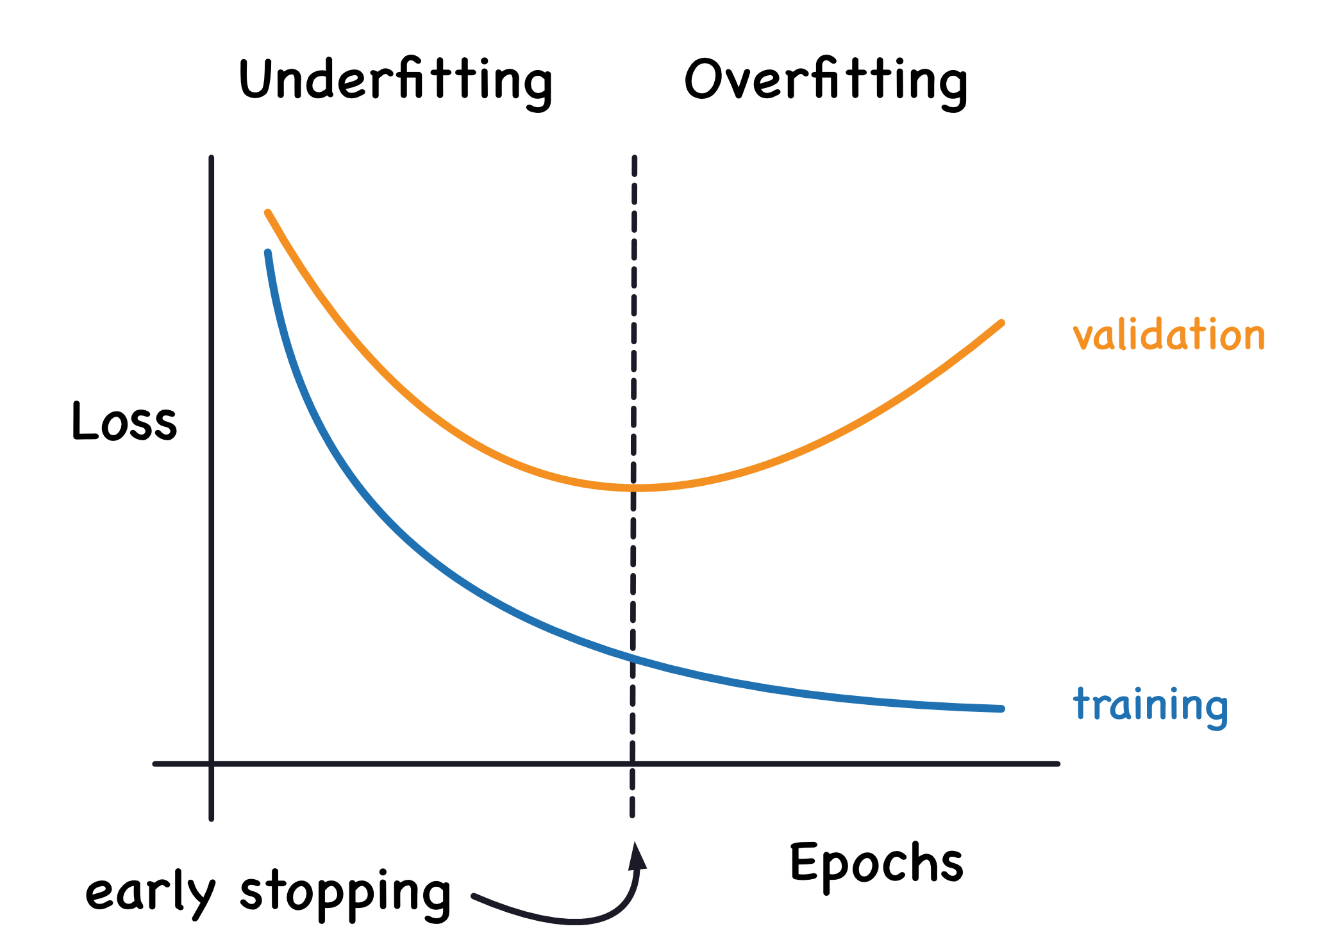 Underfitting
Overfitting
Loss
validation
training
Epochs
early stopping